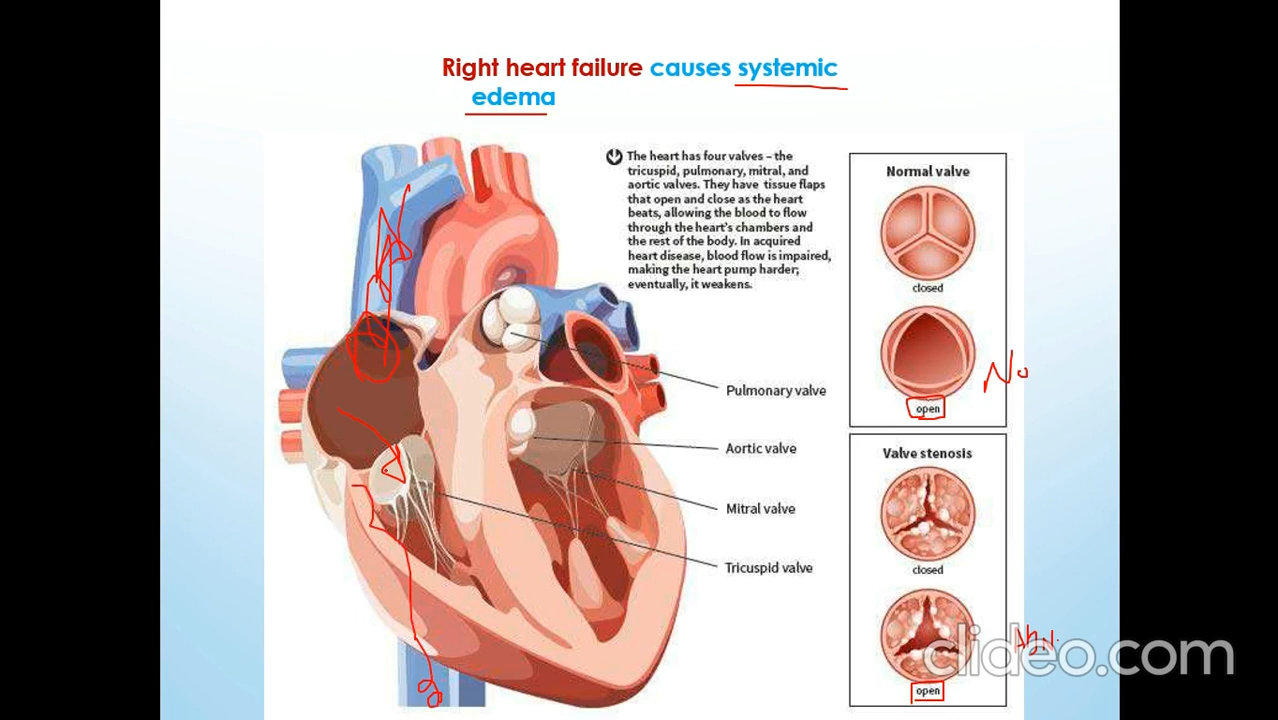 Right heart failure causes systemic
edema
The heart has four valves – the
tricuspid, pulmonary, mitral, and
aortic valves. They have tissue flaps
that open and close as the heart
beats, allowing the blood to flow
through the heart's chambers and
the rest of the body. In acquired
heart disease, blood flow is impaired,
making the heart pump harder;
eventually, it weakens.
Pulmonary valve
Aortic valve
Mitral valve
Tricuspid valve
Normal valve
closed
open
No
Valve stenosis
closed
open
clideo.com